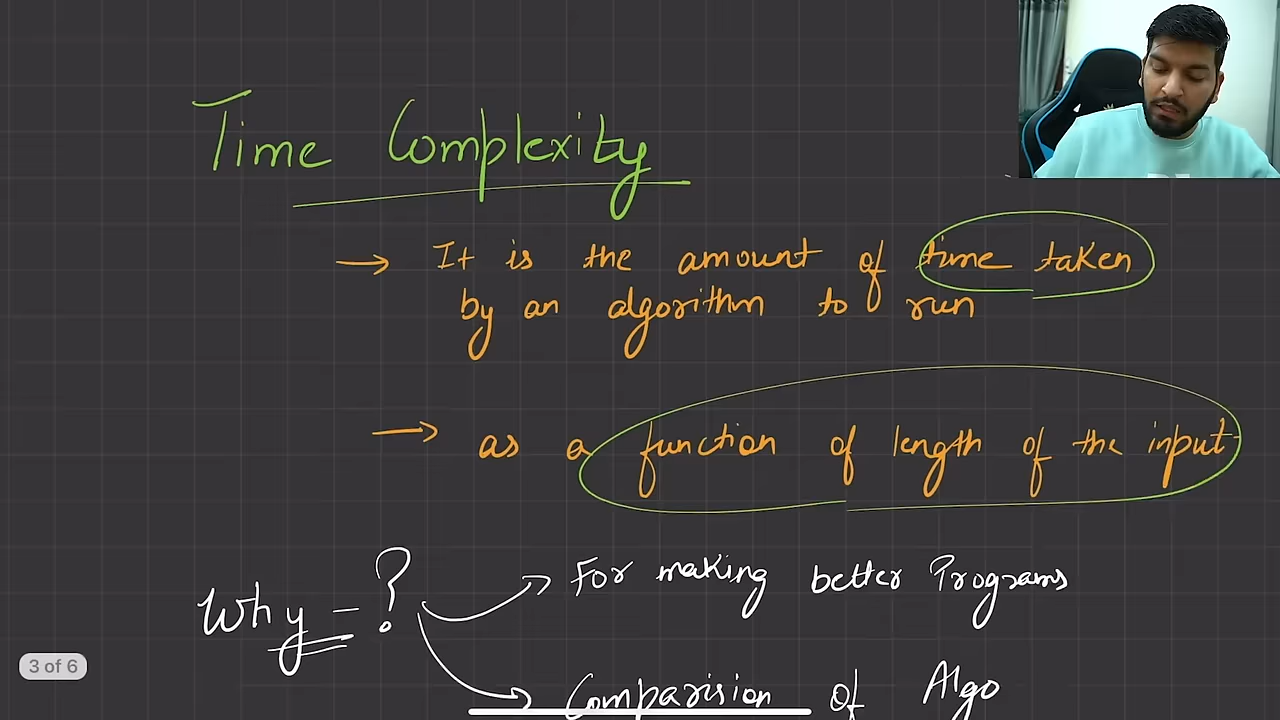 Time Complexity
→ It is the amount of time taken
by an algorithm to run
→ as a function of length of the input
Why - ?
→ For making better Programs
→ Comparision of Algo
3 of 6